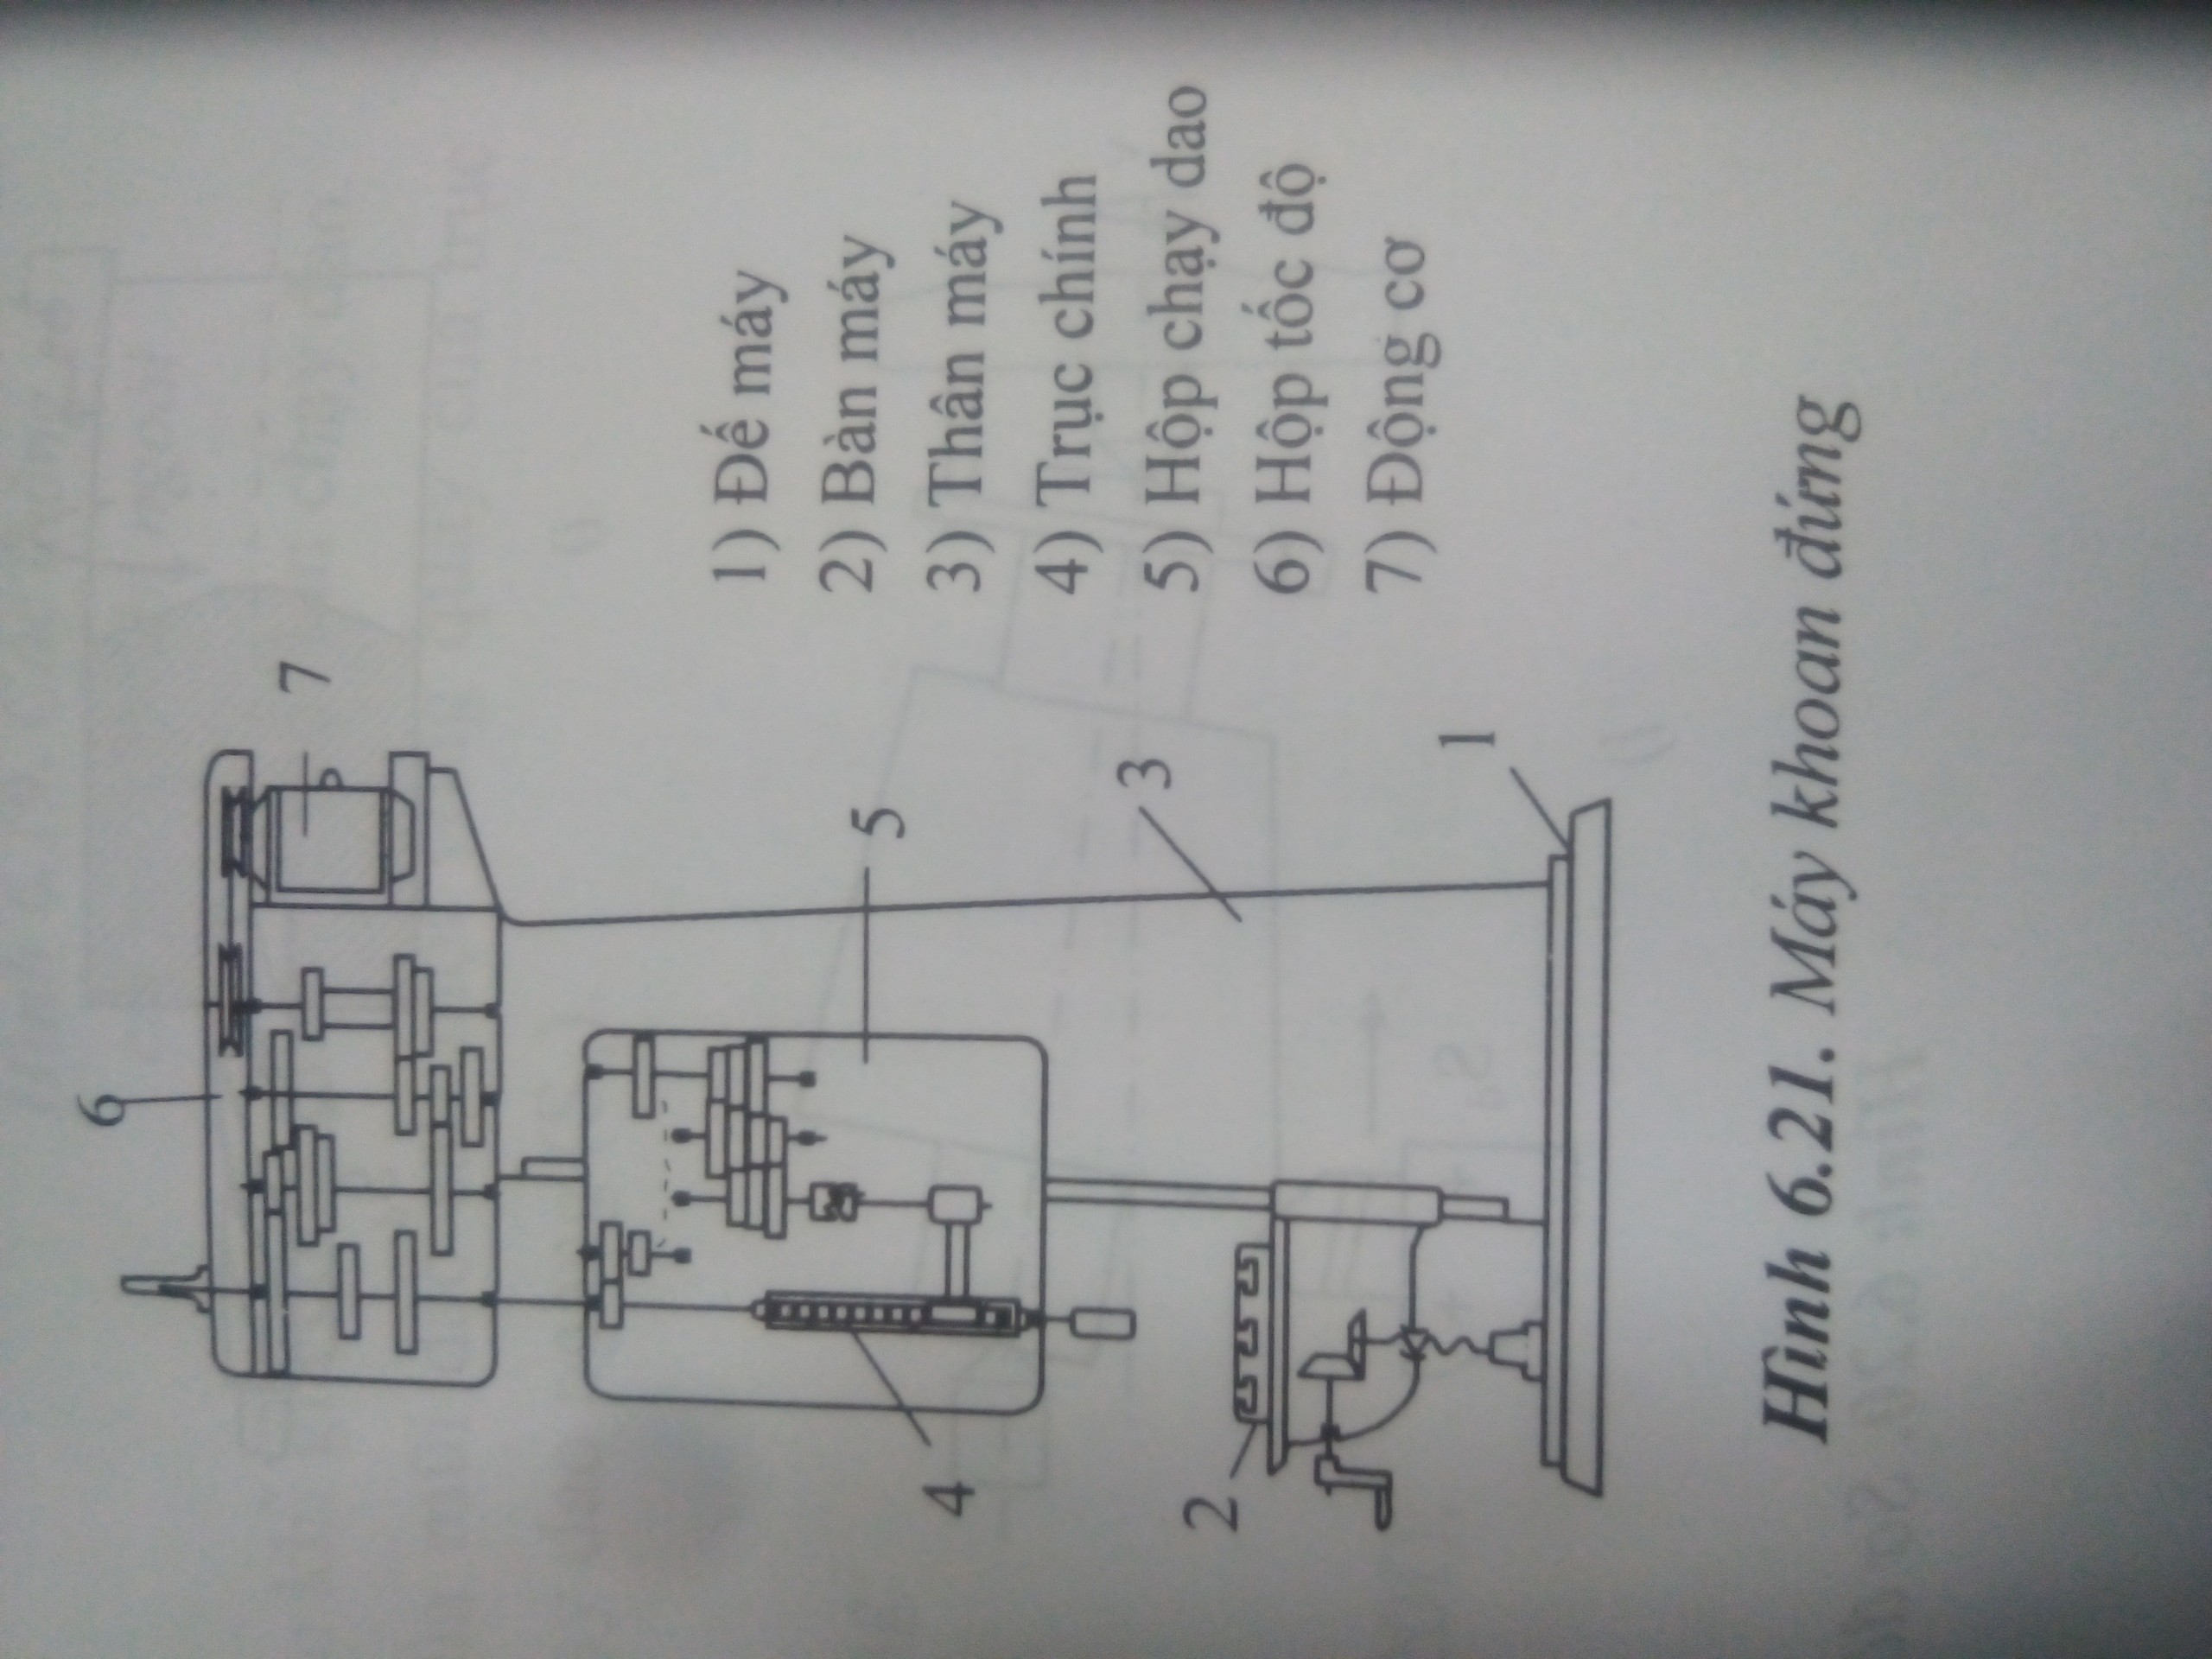 6
7
5
4
3
2
1
1) Đế máy
2) Bàn máy
3) Thân máy
4) Trục chính
5) Hộp chạy dao
6) Hộp tốc độ
7) Động cơ
Hình 6.21. Máy khoan đứng